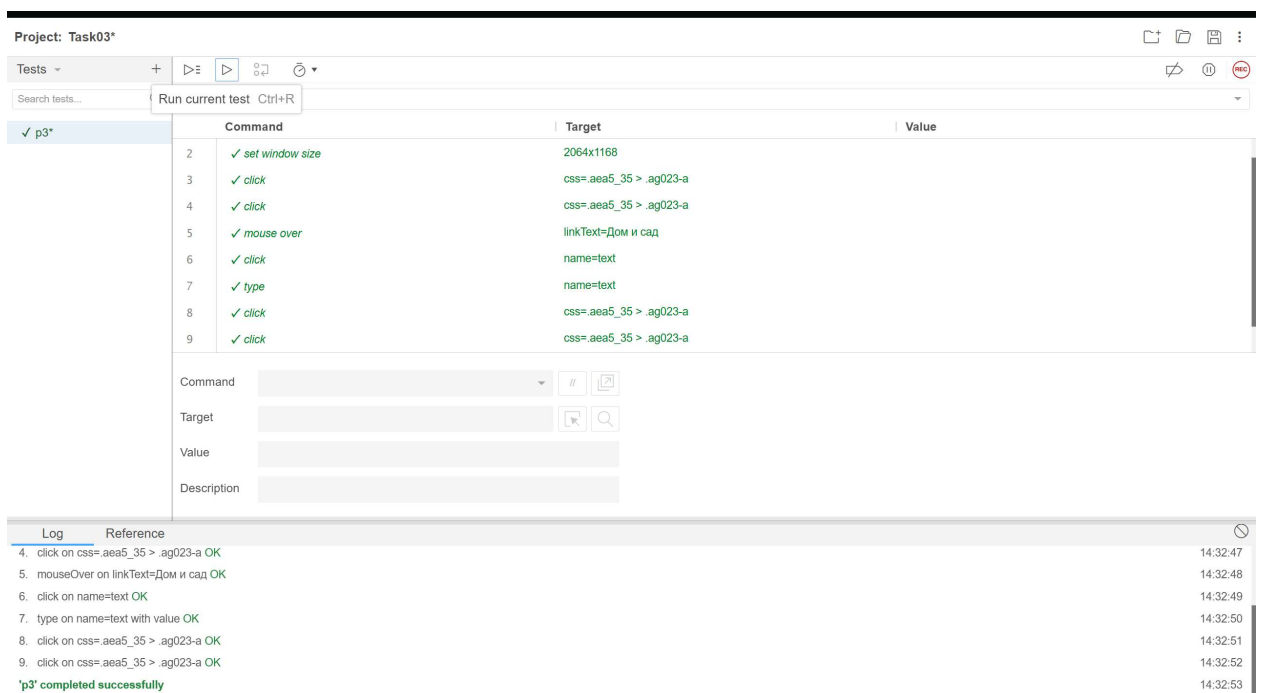 Project: Task03*
Tests
REC
Search tests...
Run current test Ctrl+R
✓ p3*
Command Target Value
2 ✓ set window size 2064x1168
3 ✓ click css=.aea5_35 > .ag023-a
4 ✓ click css=.aea5_35 > .ag023-a
5 ✓ mouse over linkText=Дом и сад
6 ✓ click name=text
7 ✓ type name=text
8 ✓ click css=.aea5_35 > .ag023-a
9 ✓ click css=.aea5_35 > .ag023-a
Command //
Target
Value
Description
Log Reference
4. click on css=.aea5_35 > .ag023-a OK 14:32:47
5. mouseOver on linkText=Дом и сад OK 14:32:48
6. click on name=text OK 14:32:49
7. type on name=text with value OK 14:32:50
8. click on css=.aea5_35 > .ag023-a OK 14:32:51
9. click on css=.aea5_35 > .ag023-a OK 14:32:52
'p3' completed successfully 14:32:53